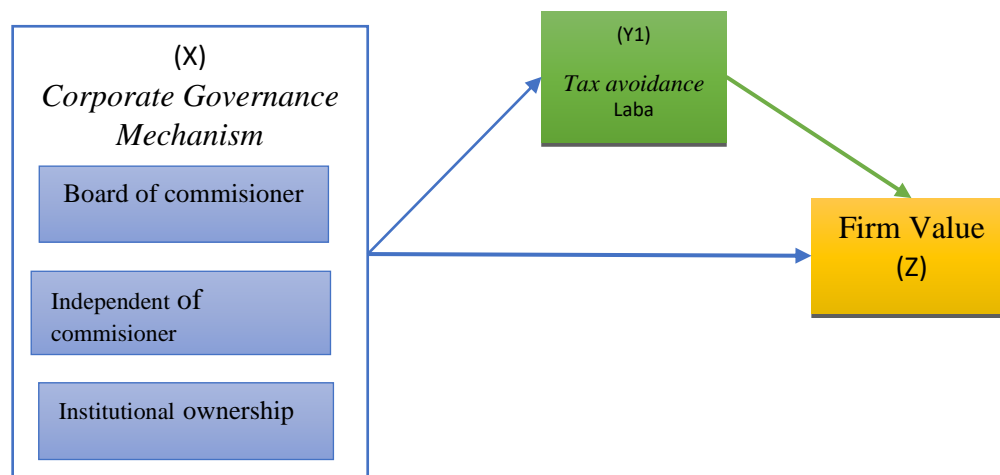 (X)
Corporate Governance
Mechanism
Board of commisioner
Independent of
commisioner
Institutional ownership
(Y1)
Tax avoidance
Laba
Firm Value
(Z)